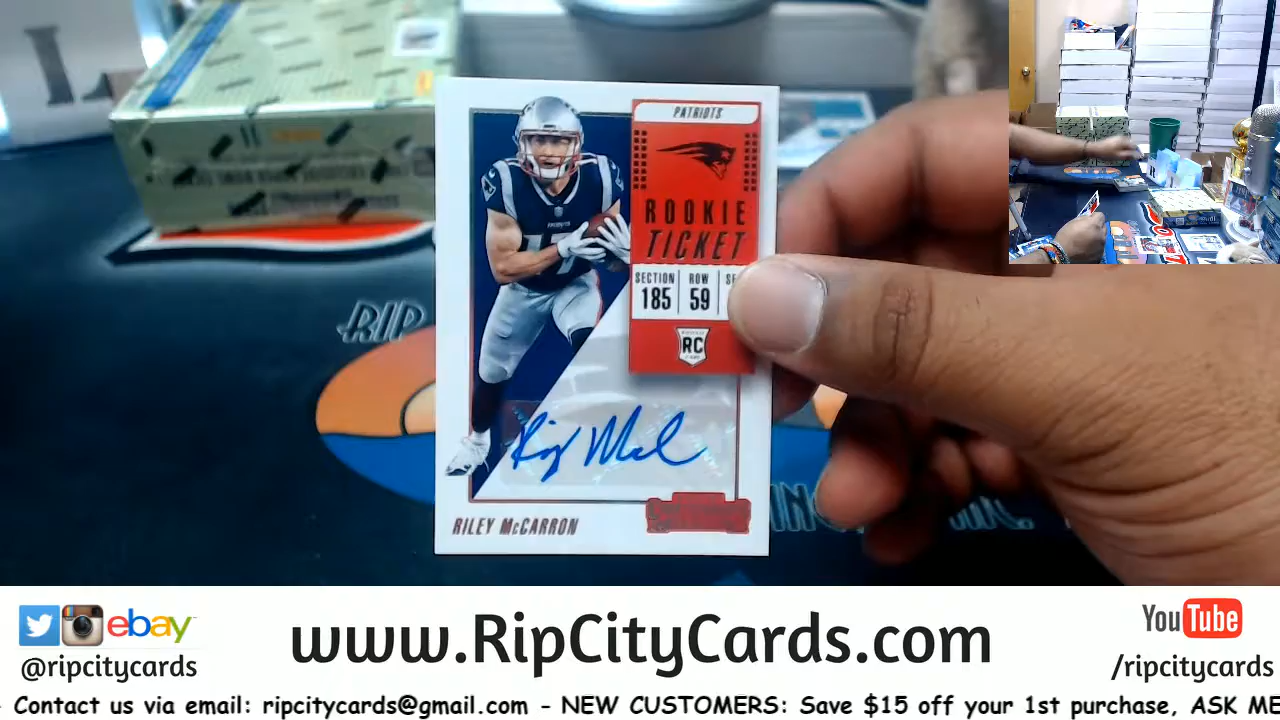 PATRIOTS
ROOKIE
TICKET
SECTION
185
ROW
59
RC
Riley McCarron
RIP
ebay
@ripcitycards
www.RipCityCards.com
YouTube
/ripcitycards
Contact us via email: ripcitycards@gmail.com - NEW CUSTOMERS: Save $15 off your 1st purchase, ASK ME